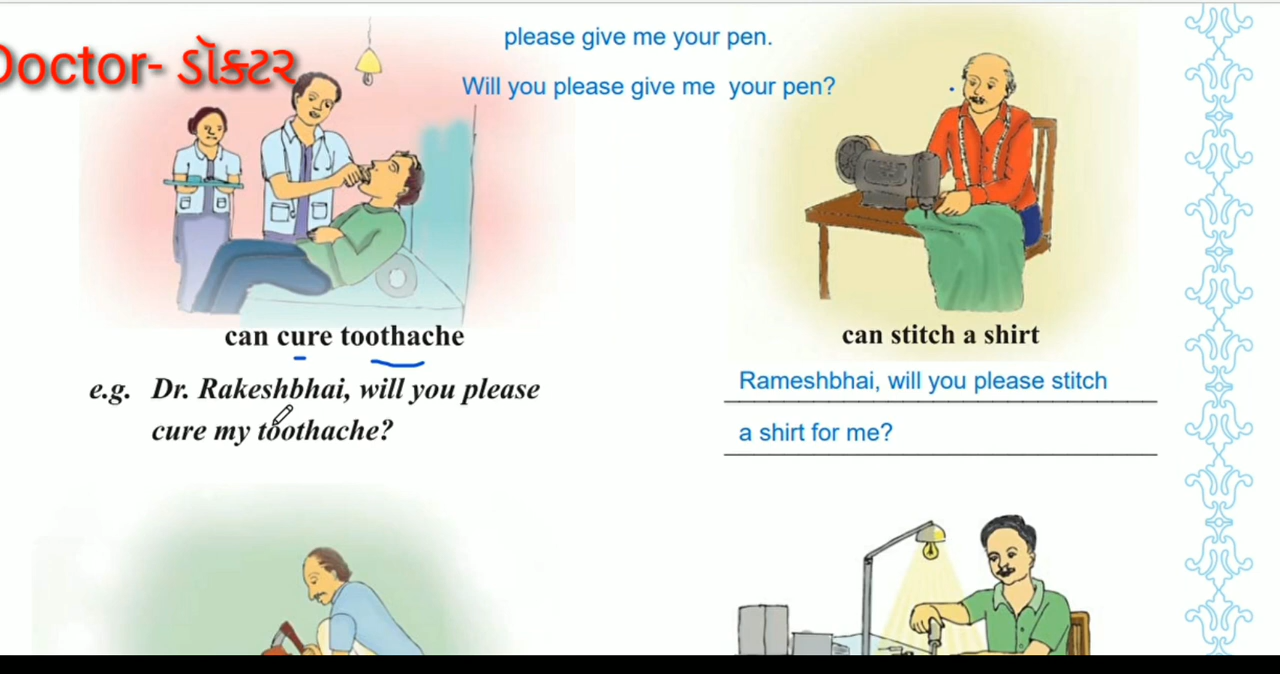 Doctor- ડૉક્ટર
please give me your pen.
Will you please give me your pen?
can cure toothache
e.g. Dr. Rakeshbhai, will you please
cure my toothache?
can stitch a shirt
Rameshbhai, will you please stitch
a shirt for me?